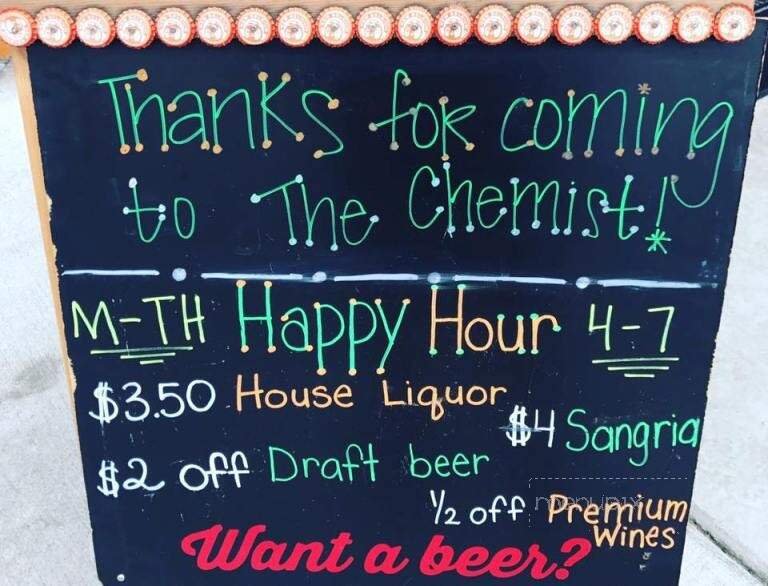 Thanks for coming
to The Chemist!
M-TH Happy Hour 4-7
$3.50 House Liquor
$4 Sangria
$2 off Draft beer
1/2 off Premium
Wines
Want a beer?
menupix